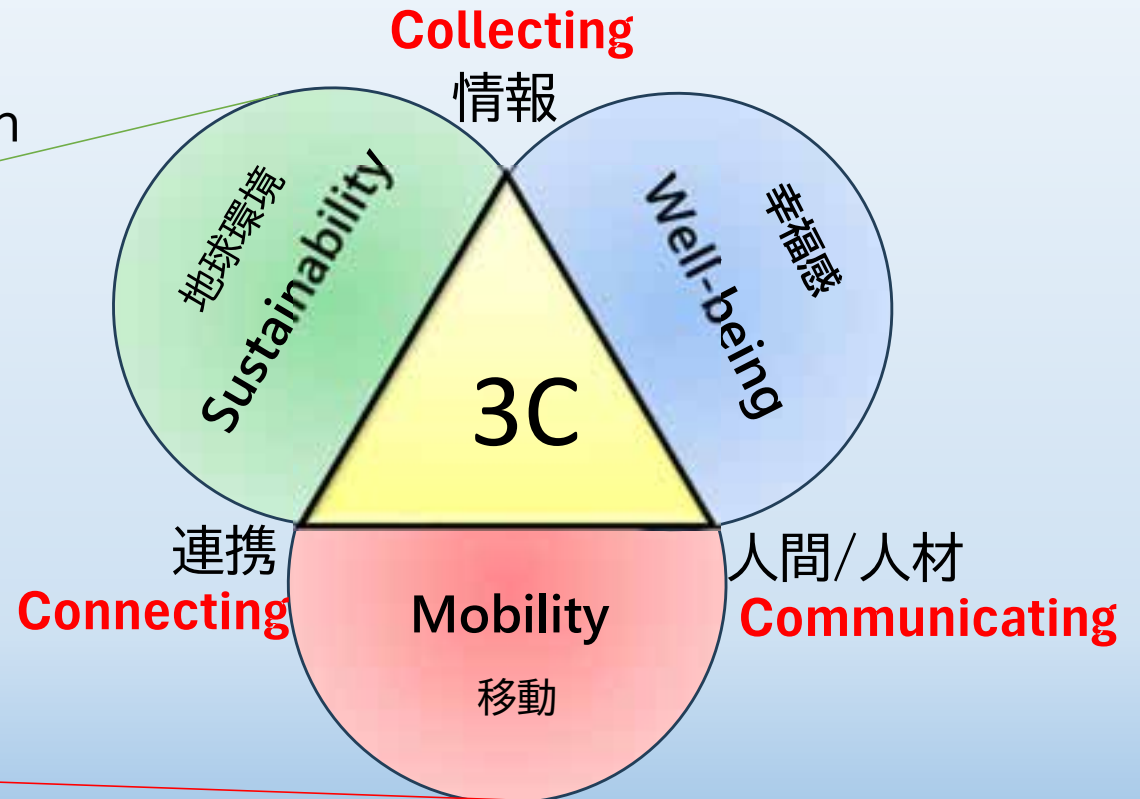 Collecting
情報
n
地球環境
Sustainability
Well-being
幸福感
3C
連携
Connecting
人間/人材
Communicating
Mobility
移動